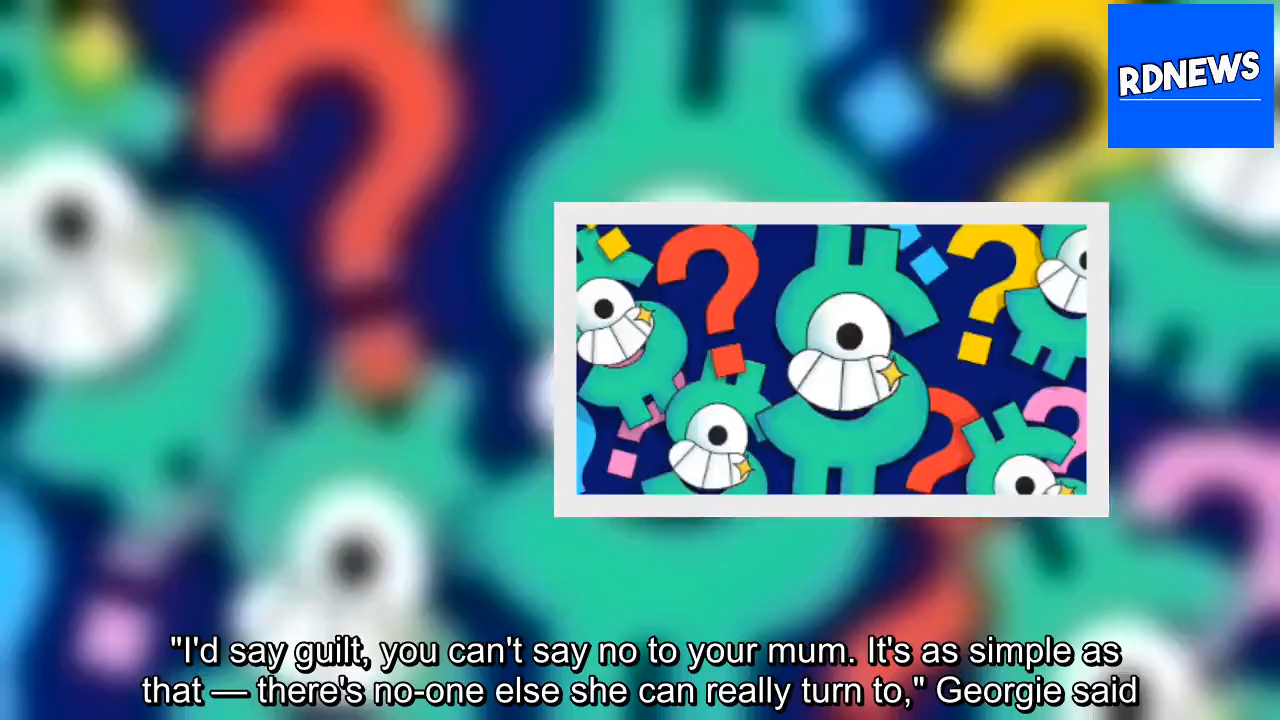 RDNEWS
"I'd say guilt, you can't say no to your mum. It's as simple as
that — there's no-one else she can really turn to," Georgie said